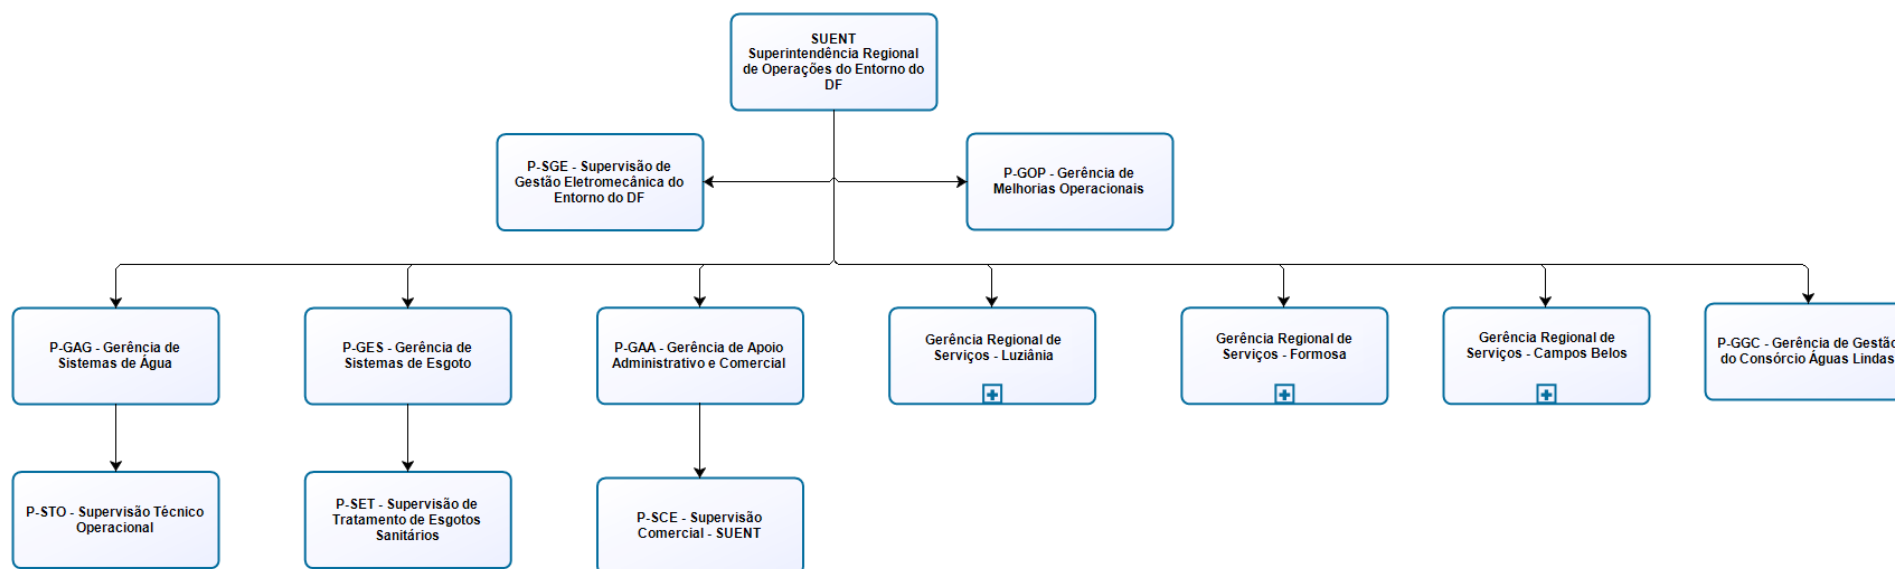 SUENT
Superintendência Regional
de Operações do Entorno do
DF
P-SGE - Supervisão de
Gestão Eletromecânica do
Entorno do DF
P-GOP - Gerência de
Melhorias Operacionais
P-GAG - Gerência de
Sistemas de Água
P-GES - Gerência de
Sistemas de Esgoto
P-GAA - Gerência de Apoio
Administrativo e Comercial
Gerência Regional de
Serviços - Luziânia
Gerência Regional de
Serviços - Formosa
Gerência Regional de
Serviços - Campos Belos
P-GGC - Gerência de Gestão
do Consórcio Águas Lindas
P-STO - Supervisão Técnico
Operacional
P-SET - Supervisão de
Tratamento de Esgotos
Sanitários
P-SCE - Supervisão
Comercial - SUENT